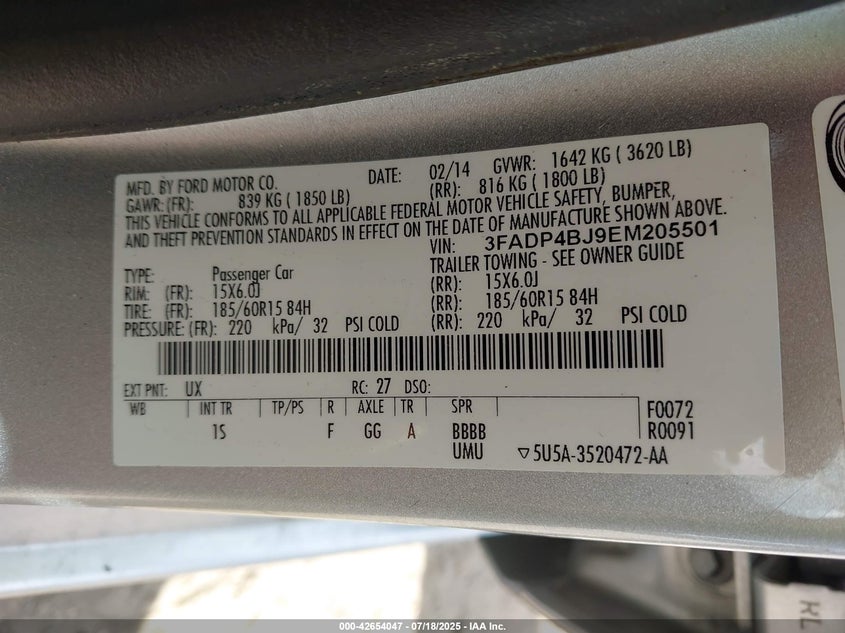 MFD. BY FORD MOTOR CO. DATE: 02/14 GVWR: 1642 KG ( 3620 LB)
GAWR: (FR): 839 KG ( 1850 LB) (RR): 816 KG ( 1800 LB)
THIS VEHICLE CONFORMS TO ALL APPLICABLE FEDERAL MOTOR VEHICLE SAFETY, BUMPER,
AND THEFT PREVENTION STANDARDS IN EFFECT ON THE DATE OF MANUFACTURE SHOWN ABOVE.
VIN: 3FADP4BJ9EM205501
TYPE: Passenger Car TRAILER TOWING - SEE OWNER GUIDE
RIM: (FR): 15X6.0J (RR): 15X6.0J
TIRE: (FR): 185/60R15 84H (RR): 185/60R15 84H
PRESSURE: (FR): 220 kPa/ 32 PSI COLD (RR): 220 kPa/ 32 PSI COLD
EXT PNT: UX RC: 27 DSO:
WB INT TR TP/PS R AXLE TR SPR F0072
1S F GG A BBBB R0091
UMU ▽5U5A-3520472-AA
RL
000-42654047 - 07/18/2025 - IAA Inc.